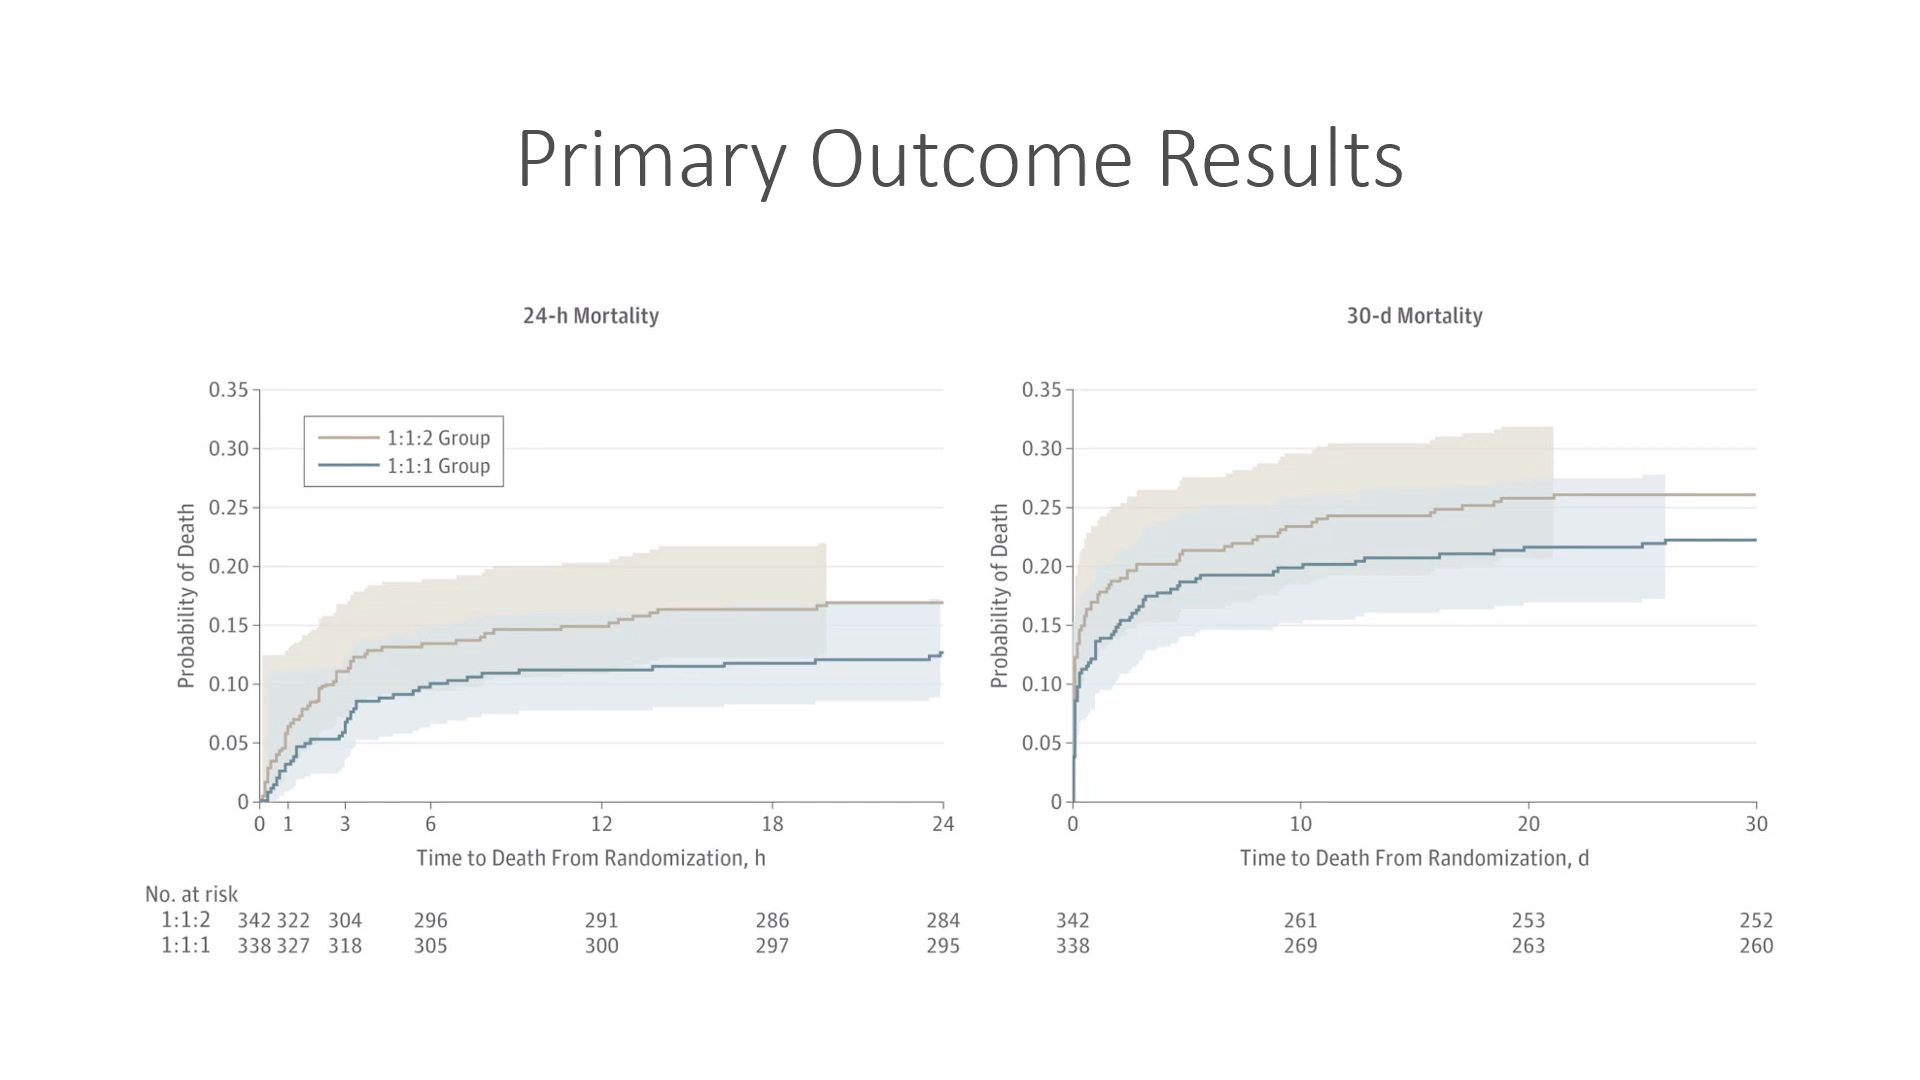 Primary Outcome Results
24-h Mortality
0.35
0.30
0.25
0.20
0.15
0.10
0.05
0
Probability of Death
1:1:2 Group
1:1:1 Group
0 1 3 6 12 18 24
Time to Death From Randomization, h
30-d Mortality
0.35
0.30
0.25
0.20
0.15
0.10
0.05
0
Probability of Death
0 10 20 30
Time to Death From Randomization, d
No. at risk
1:1:2 342 322 304 296 291 286 284 342 261 253 252
1:1:1 338 327 318 305 300 297 295 338 269 263 260